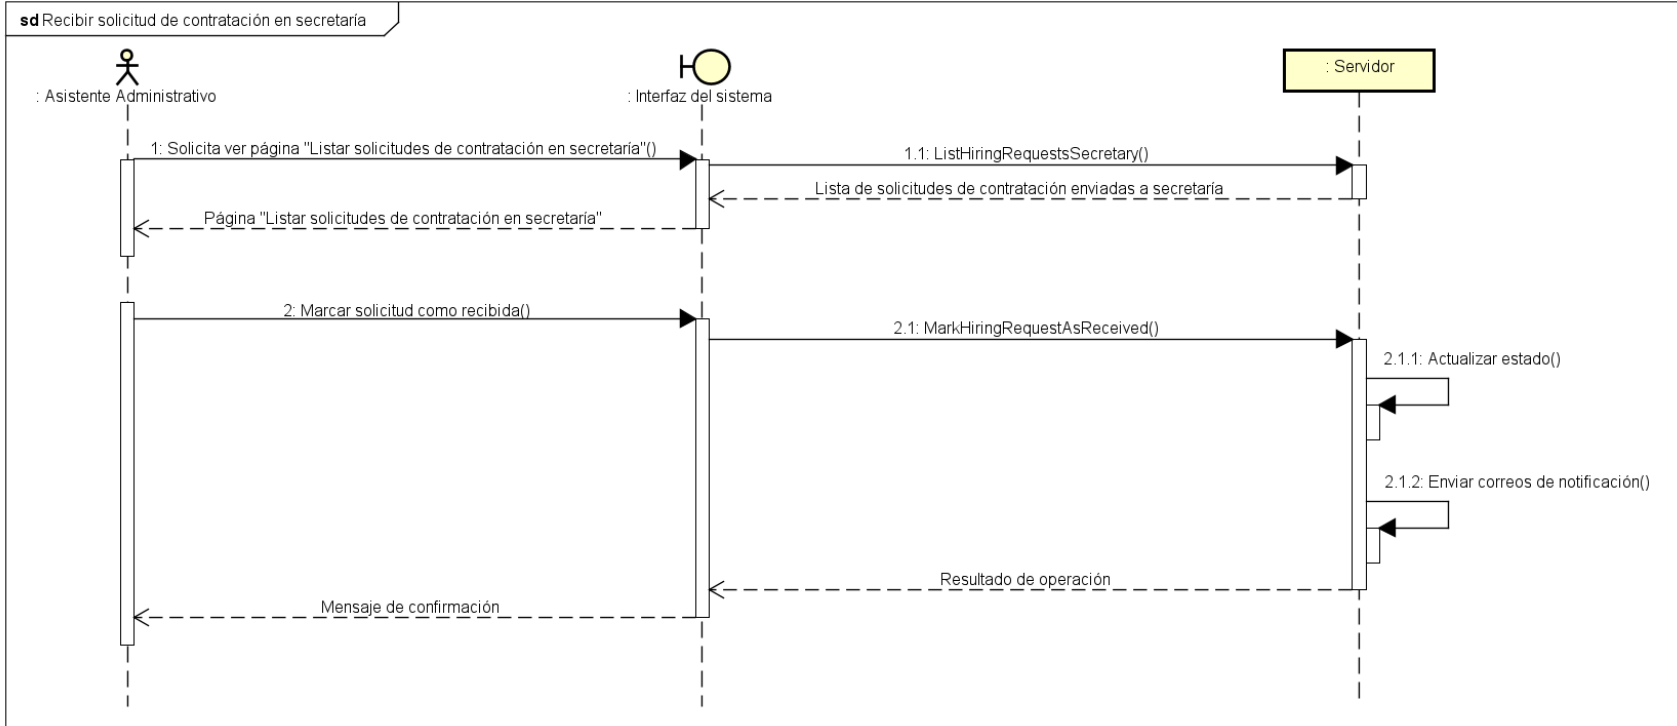 sd Recibir solicitud de contratación en secretaría
: Asistente Administrativo
: Interfaz del sistema
: Servidor
1: Solicita ver página "Listar solicitudes de contratación en secretaría"()
1.1: ListHiringRequestsSecretary()
Lista de solicitudes de contratación enviadas a secretaría
Página "Listar solicitudes de contratación en secretaría"
2: Marcar solicitud como recibida()
2.1: MarkHiringRequestAsReceived()
2.1.1: Actualizar estado()
2.1.2: Enviar correos de notificación()
Resultado de operación
Mensaje de confirmación